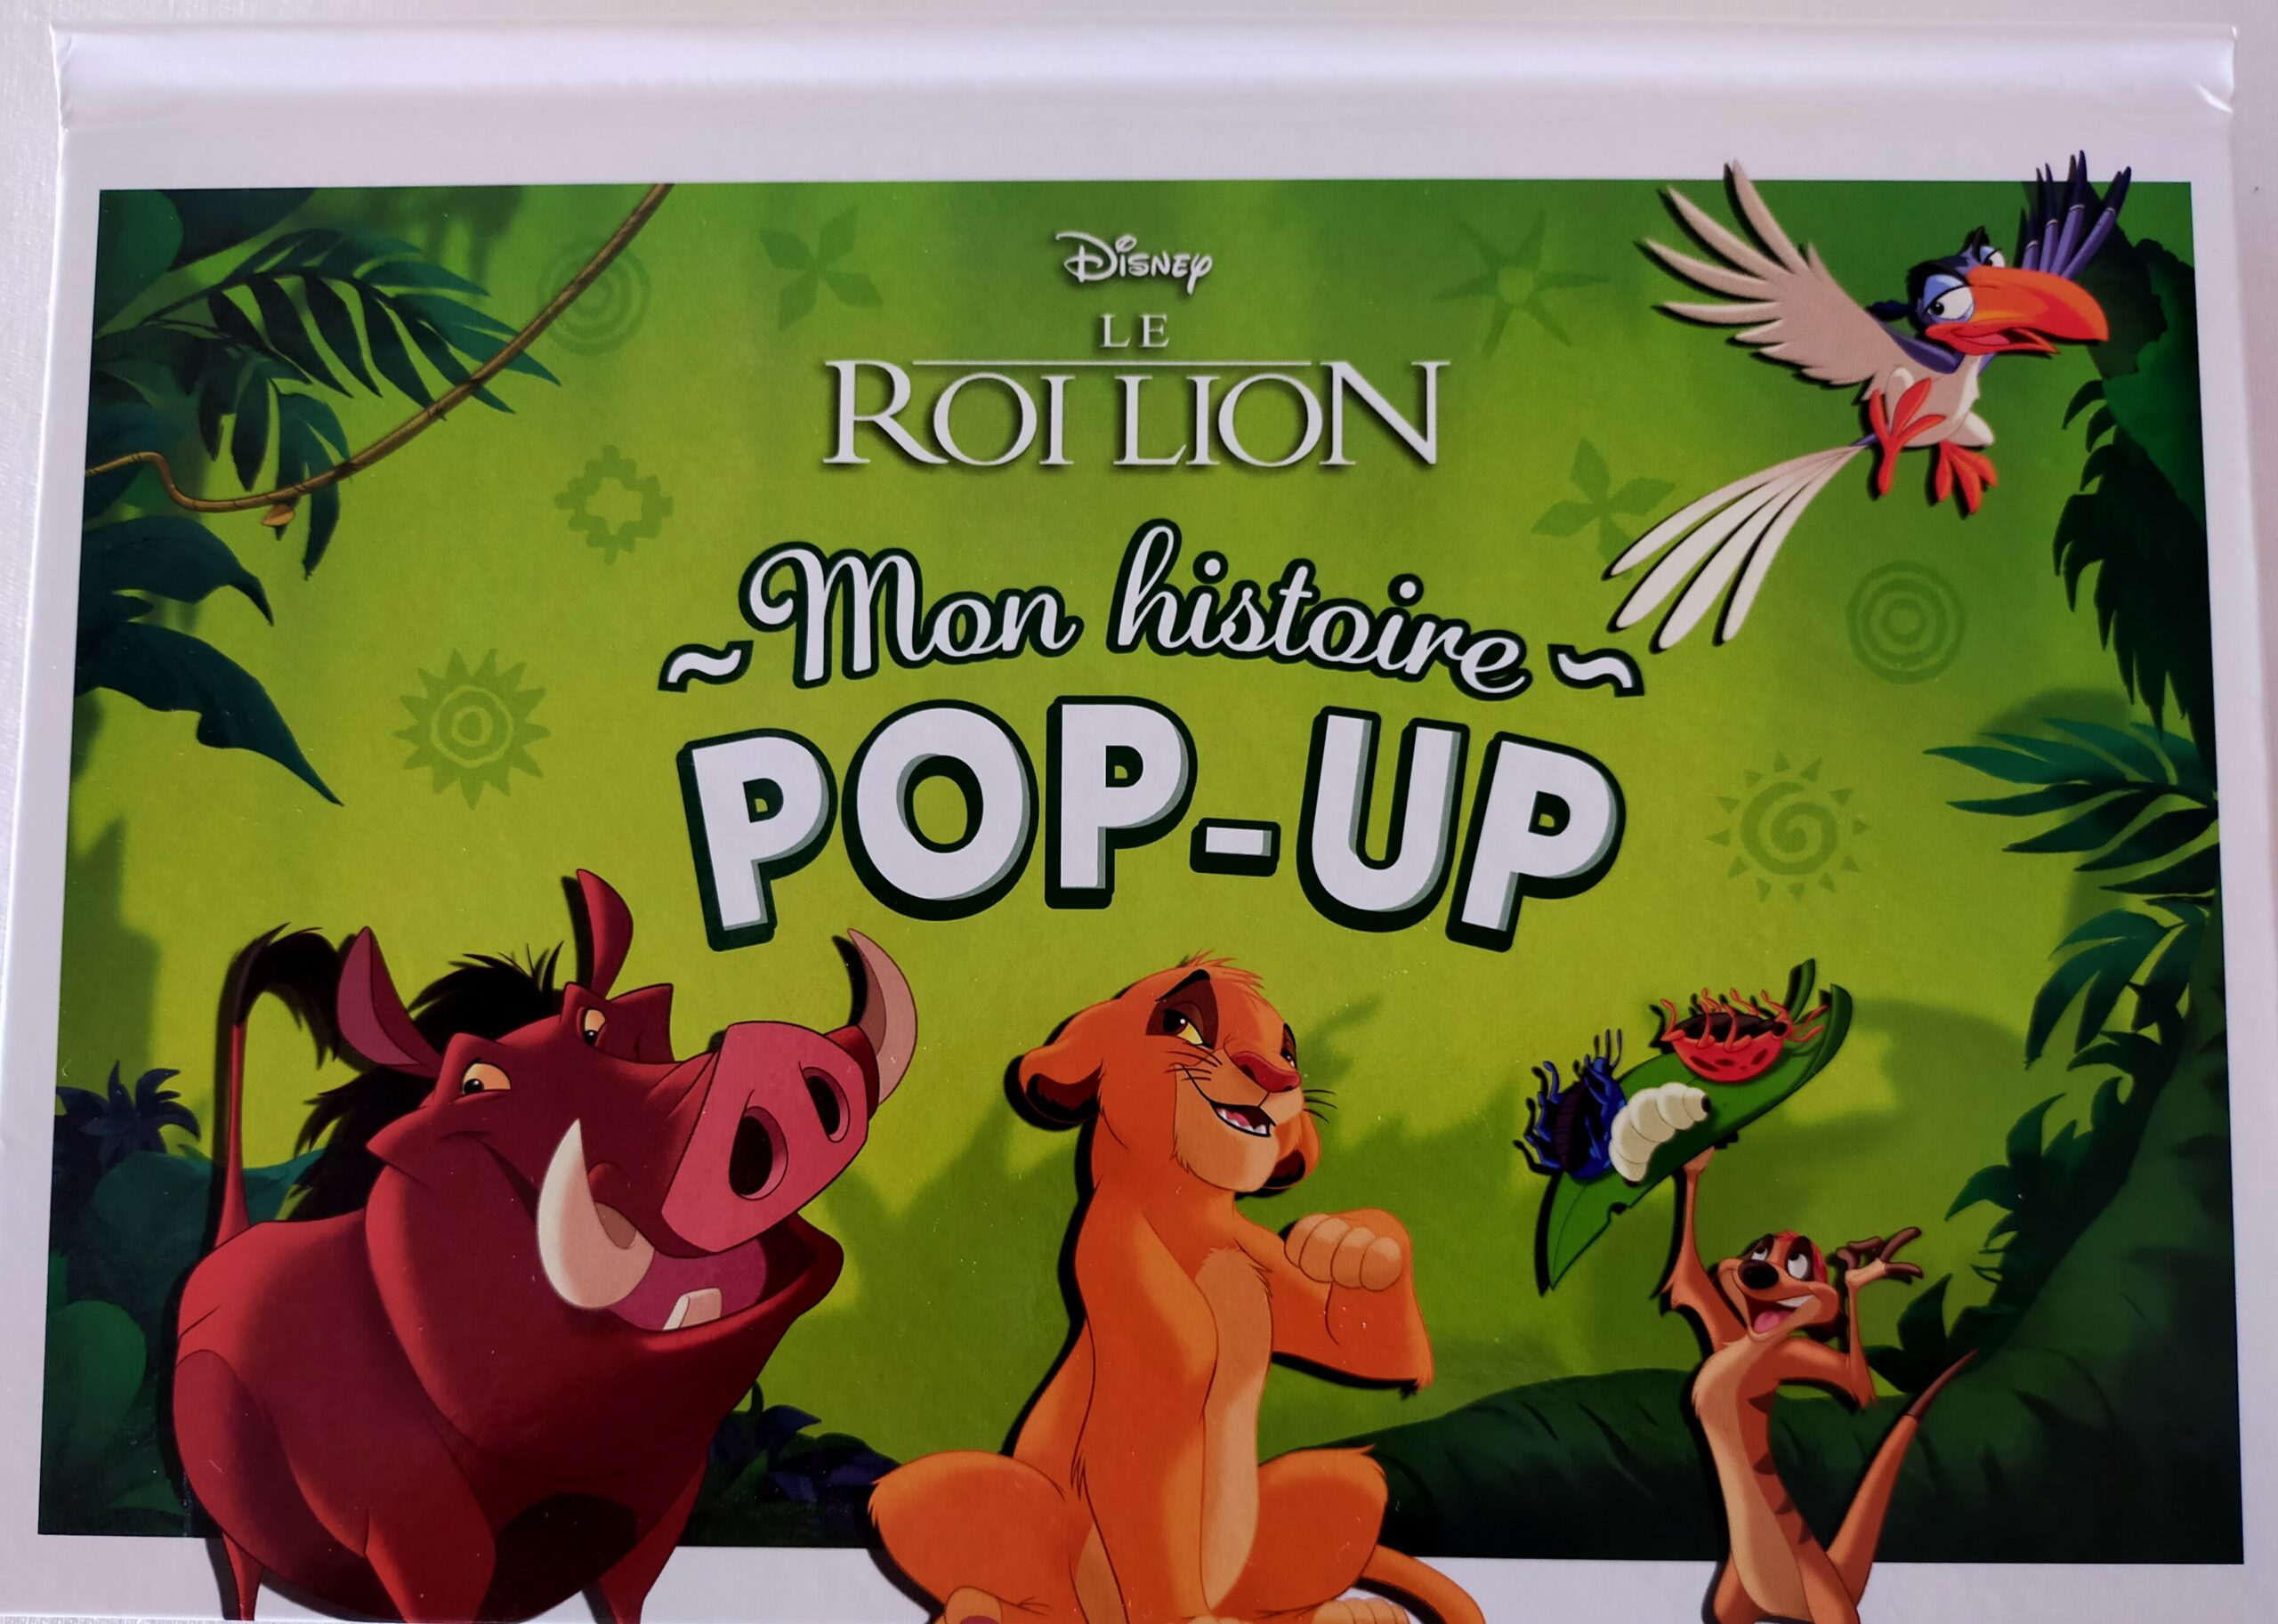 Disney
LE
ROI LION
~Mon histoire~
POP-UP